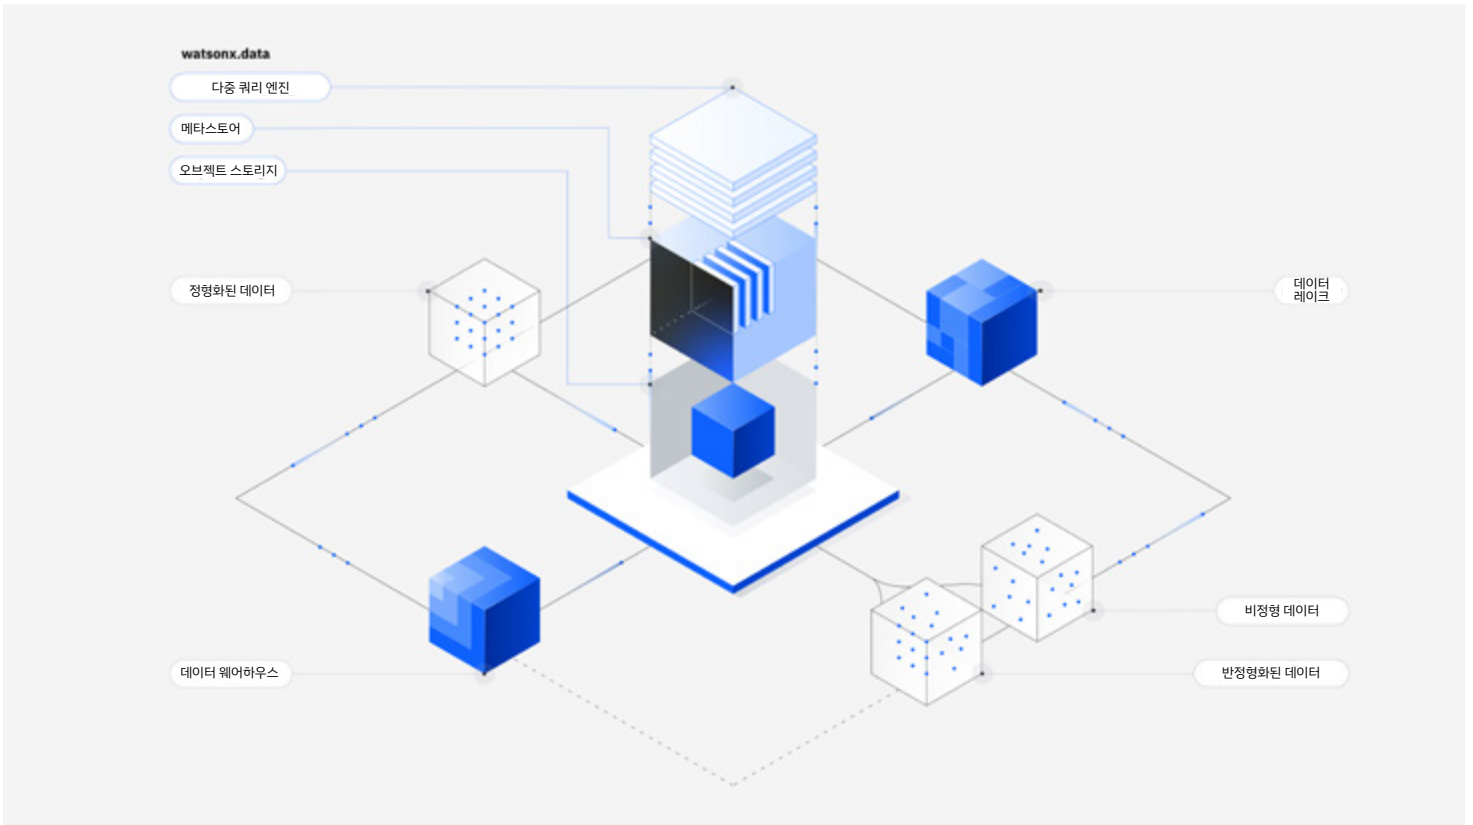 watsonx.data
다중 쿼리 엔진
메타스토어
오브젝트 스토리지
정형화된 데이터
데이터
레이크
비정형 데이터
데이터 웨어하우스
반정형화된 데이터